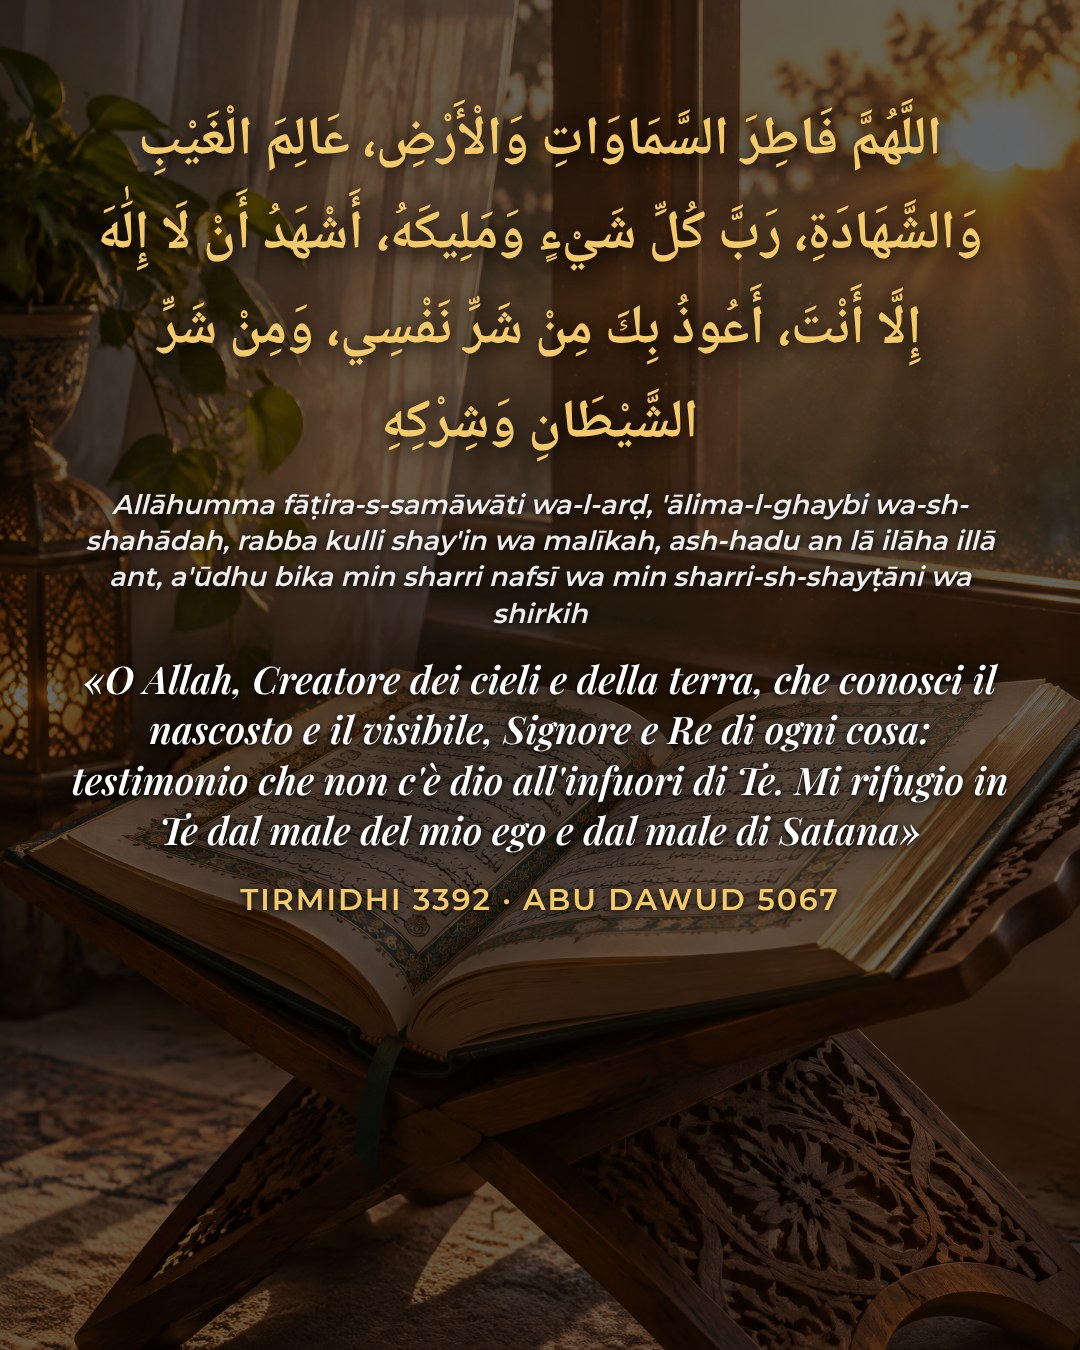 اللَّهُمَّ فَاطِرَ السَّمَاوَاتِ وَالْأَرْضِ، عَالِمَ الْغَيْبِ
وَالشَّهَادَةِ، رَبَّ كُلِّ شَيْءٍ وَمَلِيكَهُ، أَشْهَدُ أَنْ لَا إِلَٰهَ
إِلَّا أَنْتَ، أَعُوذُ بِكَ مِنْ شَرِّ نَفْسِي، وَمِنْ شَرِّ
الشَّيْطَانِ وَشِرْكِهِ
Allāhumma fāṭira-s-samāwāti wa-l-arḍ, 'ālima-l-ghaybi wa-sh-
shahādah, rabba kulli shay'in wa malīkah, ash-hadu an lā ilāha illā
ant, a'ūdhu bika min sharri nafsī wa min sharri-sh-shayṭāni wa
shirkih
«O Allah, Creatore dei cieli e della terra, che conosci il
nascosto e il visibile, Signore e Re di ogni cosa:
testimonio che non c'è dio all'infuori di Te. Mi rifugio in
Te dal male del mio ego e dal male di Satana»
TIRMIDHI 3392 · ABU DAWUD 5067